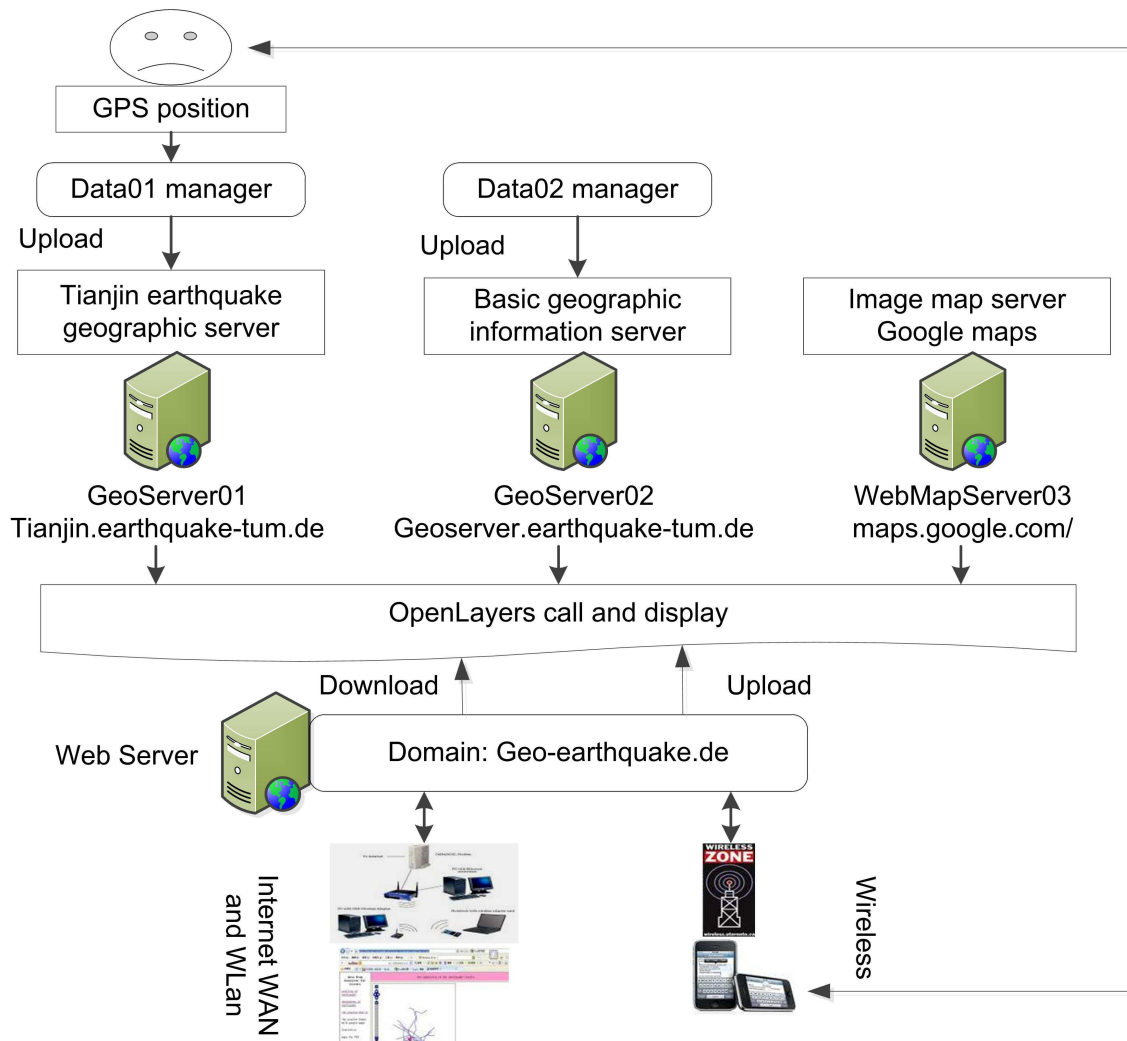 GPS position
Data01 manager
Data02 manager
Upload
Upload
Tianjin earthquake
geographic server
Basic geographic
information server
Image map server
Google maps
GeoServer01
Tianjin.earthquake-tum.de
GeoServer02
Geoserver.earthquake-tum.de
WebMapServer03
maps.google.com/
OpenLayers call and display
Download
Upload
Web Server
Domain: Geo-earthquake.de
Internet WAN
and WLan
WIRELESS
ZONE
Wireless